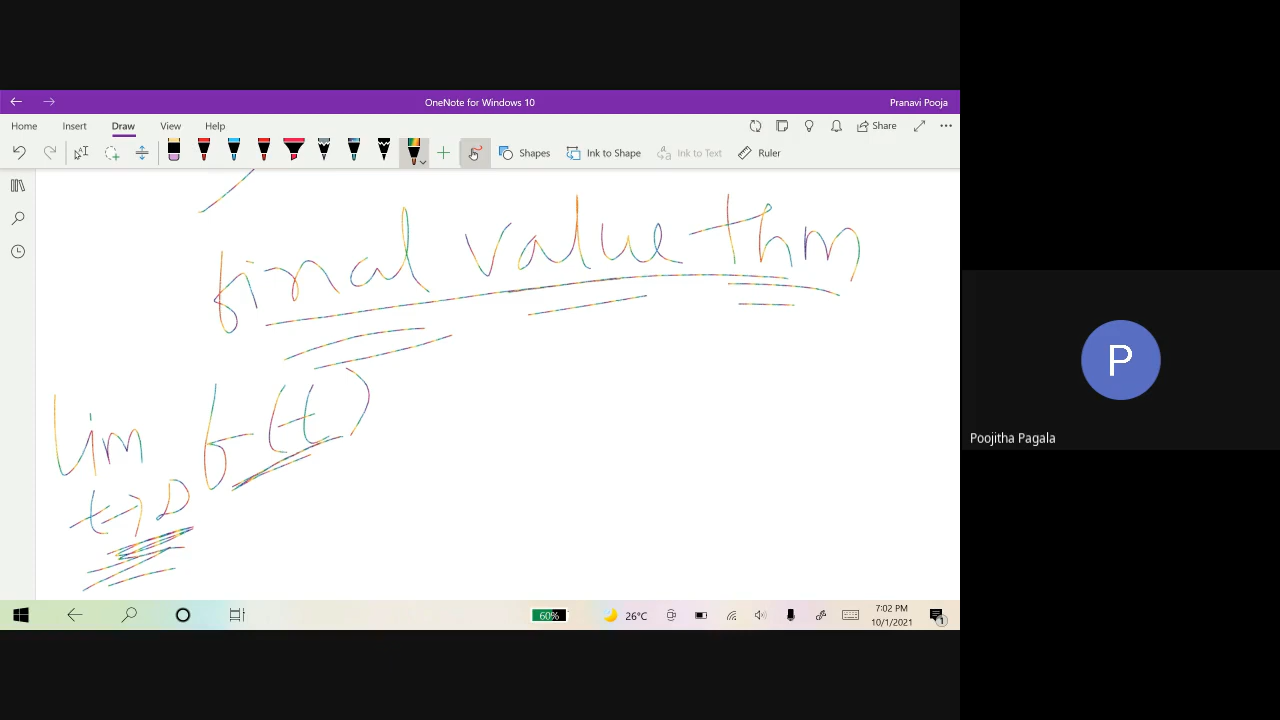 OneNote for Windows 10
Pranavi Pooja
Home Insert Draw View Help
Share
Shapes Ink to Shape Ink to Text Ruler
final value thm
lim f(t)
P
Poojitha Pagala
60% 26°C 7:02 PM
10/1/2021
1